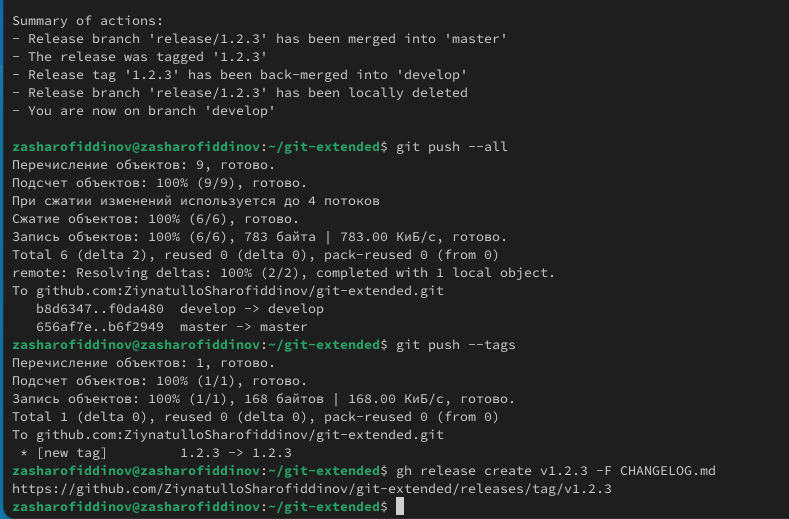 Summary of actions:
- Release branch 'release/1.2.3' has been merged into 'master'
- The release was tagged '1.2.3'
- Release tag '1.2.3' has been back-merged into 'develop'
- Release branch 'release/1.2.3' has been locally deleted
- You are now on branch 'develop'
zasharofiddinov@zasharofiddinov:~/git-extended$ git push --all
Перечисление объектов: 9, готово.
Подсчет объектов: 100% (9/9), готово.
При сжатии изменений используется до 4 потоков
Сжатие объектов: 100% (6/6), готово.
Запись объектов: 100% (6/6), 783 байта | 783.00 КиБ/с, готово.
Total 6 (delta 2), reused 0 (delta 0), pack-reused 0 (from 0)
remote: Resolving deltas: 100% (2/2), completed with 1 local object.
To github.com:ZiynatulloSharofiddinov/git-extended.git
   b8d6347..f0da480  develop -> develop
   656af7e..b6f2949  master -> master
zasharofiddinov@zasharofiddinov:~/git-extended$ git push --tags
Перечисление объектов: 1, готово.
Подсчет объектов: 100% (1/1), готово.
Запись объектов: 100% (1/1), 168 байтов | 168.00 КиБ/с, готово.
Total 1 (delta 0), reused 0 (delta 0), pack-reused 0 (from 0)
To github.com:ZiynatulloSharofiddinov/git-extended.git
 * [new tag]         1.2.3 -> 1.2.3
zasharofiddinov@zasharofiddinov:~/git-extended$ gh release create v1.2.3 -F CHANGELOG.md
https://github.com/ZiynatulloSharofiddinov/git-extended/releases/tag/v1.2.3
zasharofiddinov@zasharofiddinov:~/git-extended$